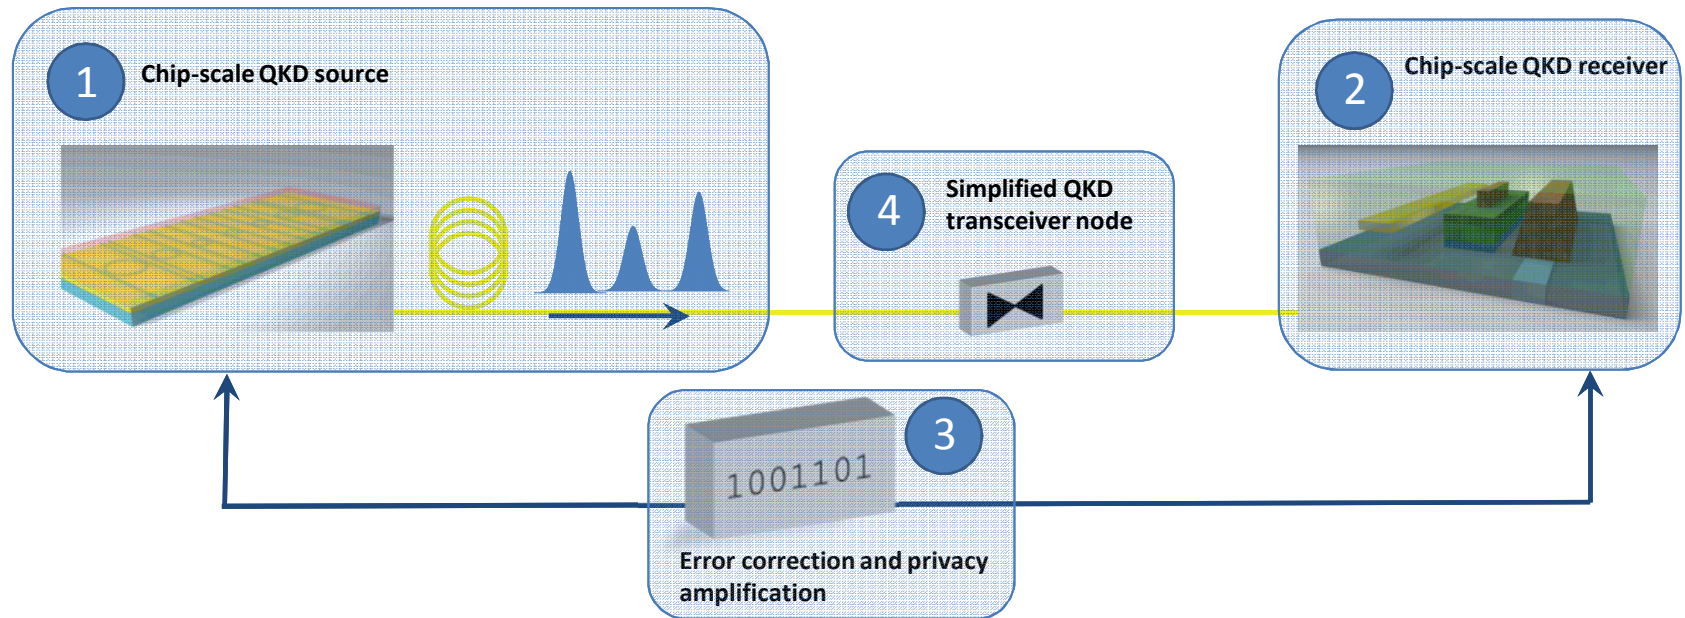 1
Chip-scale QKD source
2
Chip-scale QKD receiver
4
Simplified QKD
transceiver node
3
1001101
Error correction and privacy
amplification